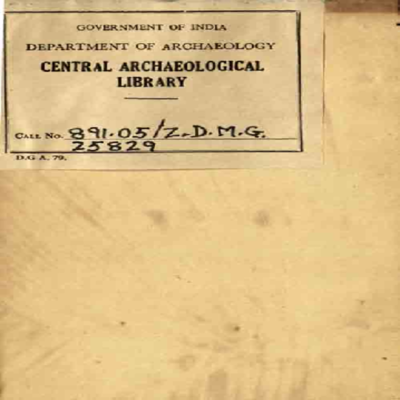 GOVERNMENT OF INDIA
DEPARTMENT OF ARCHAEOLOGY
CENTRAL ARCHAEOLOGICAL
LIBRARY
CALL NO. 891.05/Z.D.M.G.
25829
D.G.A. 79.